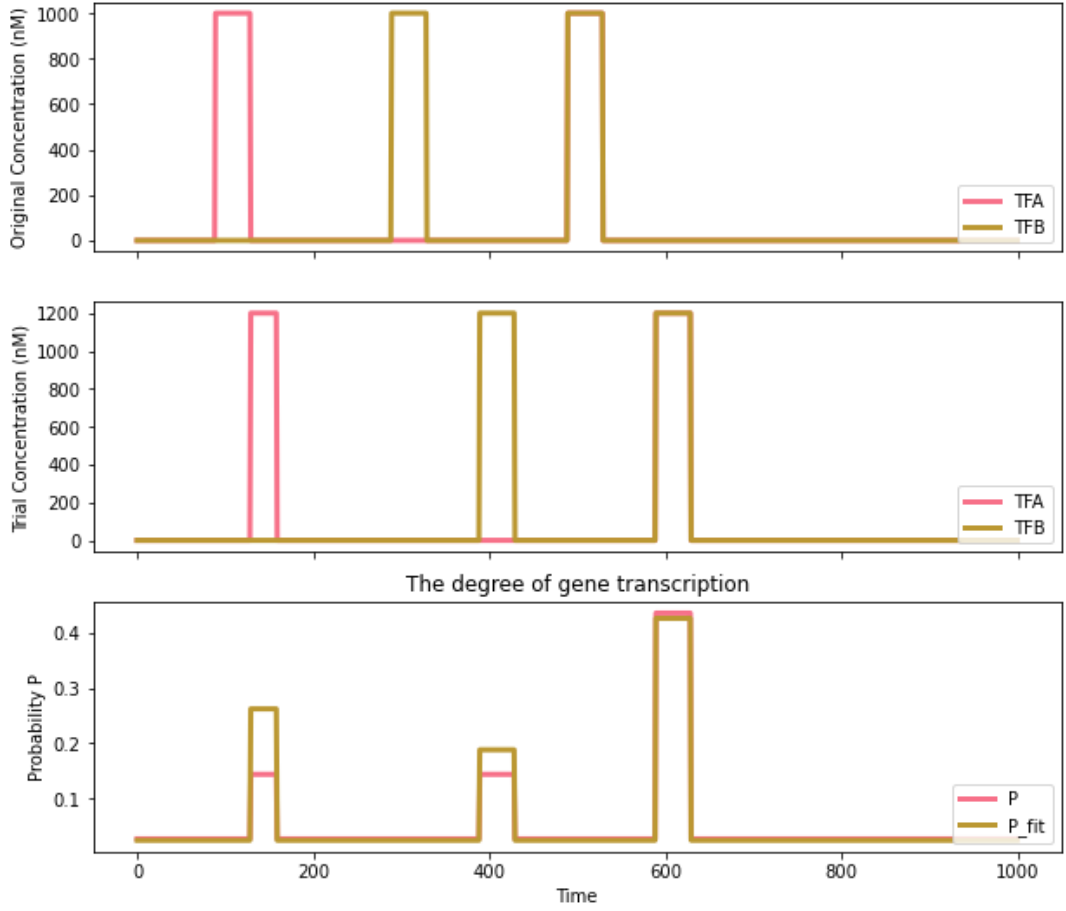 Original Concentration (nM)
1000
800
600
400
200
0
TFA
TFB
Trial Concentration (nM)
1200
1000
800
600
400
200
0
TFA
TFB
The degree of gene transcription
Probability P
0.4
0.3
0.2
0.1
P
P_fit
0 200 400 600 800 1000
Time